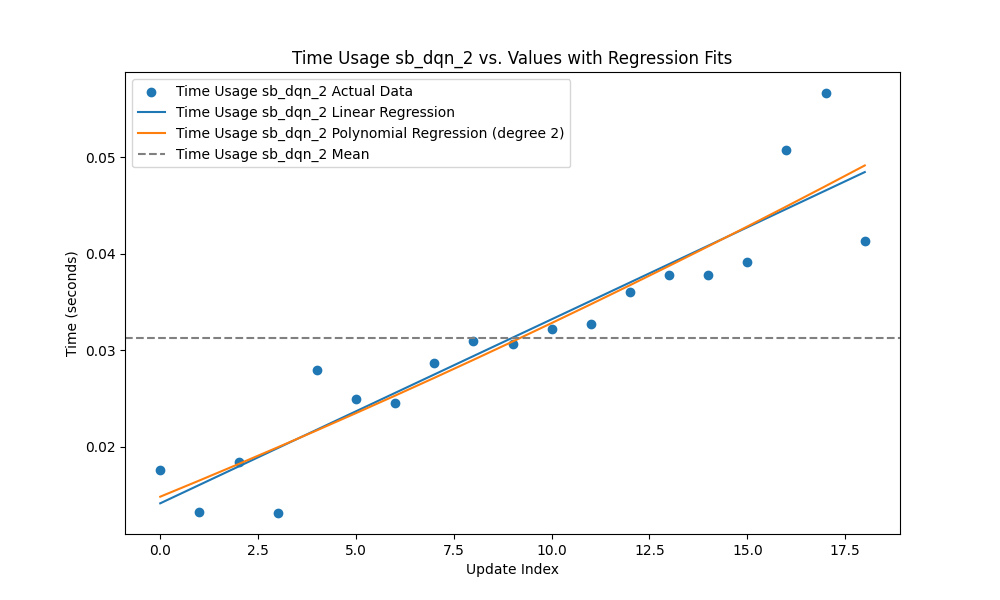 Time Usage sb_dqn_2 vs. Values with Regression Fits
Time Usage sb_dqn_2 Actual Data
Time Usage sb_dqn_2 Linear Regression
Time Usage sb_dqn_2 Polynomial Regression (degree 2)
Time Usage sb_dqn_2 Mean
Time (seconds)
0.05
0.04
0.03
0.02
0.0 2.5 5.0 7.5 10.0 12.5 15.0 17.5
Update Index